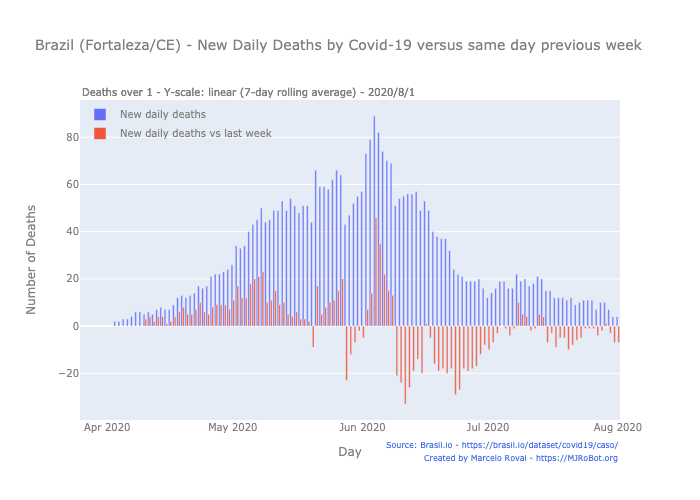 Brazil (Fortaleza/CE) - New Daily Deaths by Covid-19 versus same day previous week
Deaths over 1 - Y-scale: linear (7-day rolling average) - 2020/8/1
New daily deaths
New daily deaths vs last week
80
60
40
20
0
−20
Number of Deaths
Apr 2020
May 2020
Jun 2020
Jul 2020
Aug 2020
Day
Source: Brasil.io - https://brasil.io/dataset/covid19/caso/
Created by Marcelo Rovai - https://MJRoBot.org